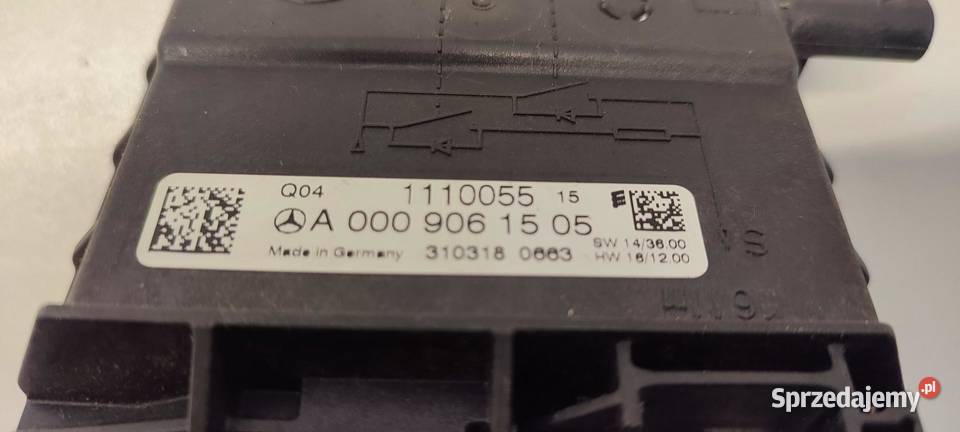 Q04 1110055 15
A 000 906 15 05
SW 14/36.00
Made in Germany 310318 0663 HW 16/12.00
Sprzedajemy.pl